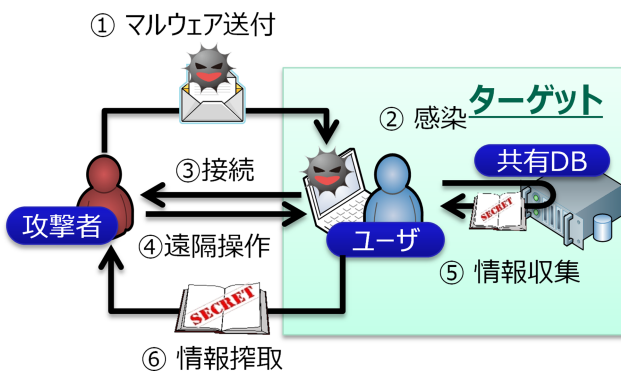 ① マルウェア送付
ターゲット
② 感染
③接続
共有DB
SECRET
攻撃者
ユーザ
④遠隔操作
⑤ 情報収集
SECRET
⑥ 情報搾取